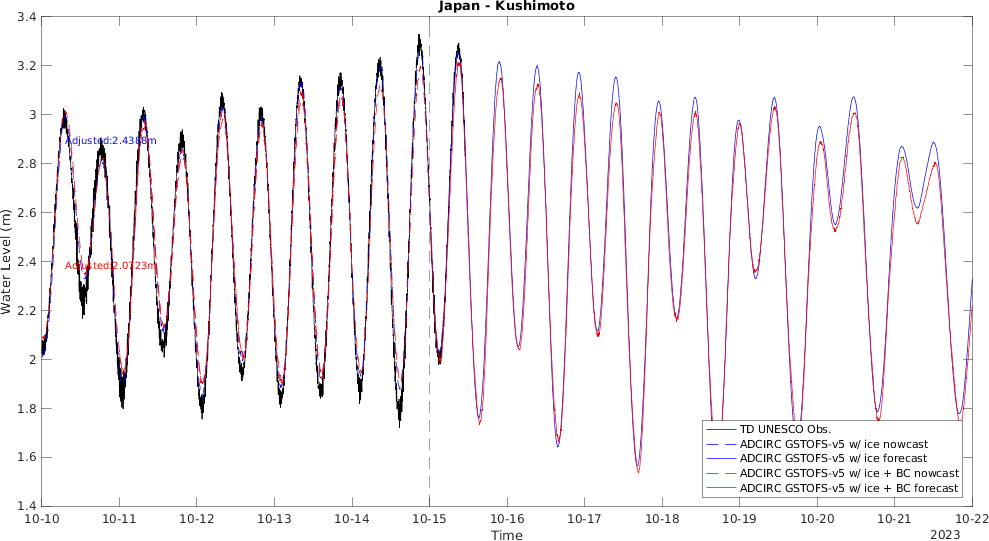 Japan - Kushimoto
3.4
3.2
3
2.8
2.6
2.4
2.2
2
1.8
1.6
1.4
Water Level (m)
Adjusted:2.4388m
Adjusted:2.0723m
TD UNESCO Obs.
ADCIRC GSTOFS-v5 w/ ice nowcast
ADCIRC GSTOFS-v5 w/ ice forecast
ADCIRC GSTOFS-v5 w/ ice + BC nowcast
ADCIRC GSTOFS-v5 w/ ice + BC forecast
10-10 10-11 10-12 10-13 10-14 10-15 10-16 10-17 10-18 10-19 10-20 10-21 10-22
Time
2023